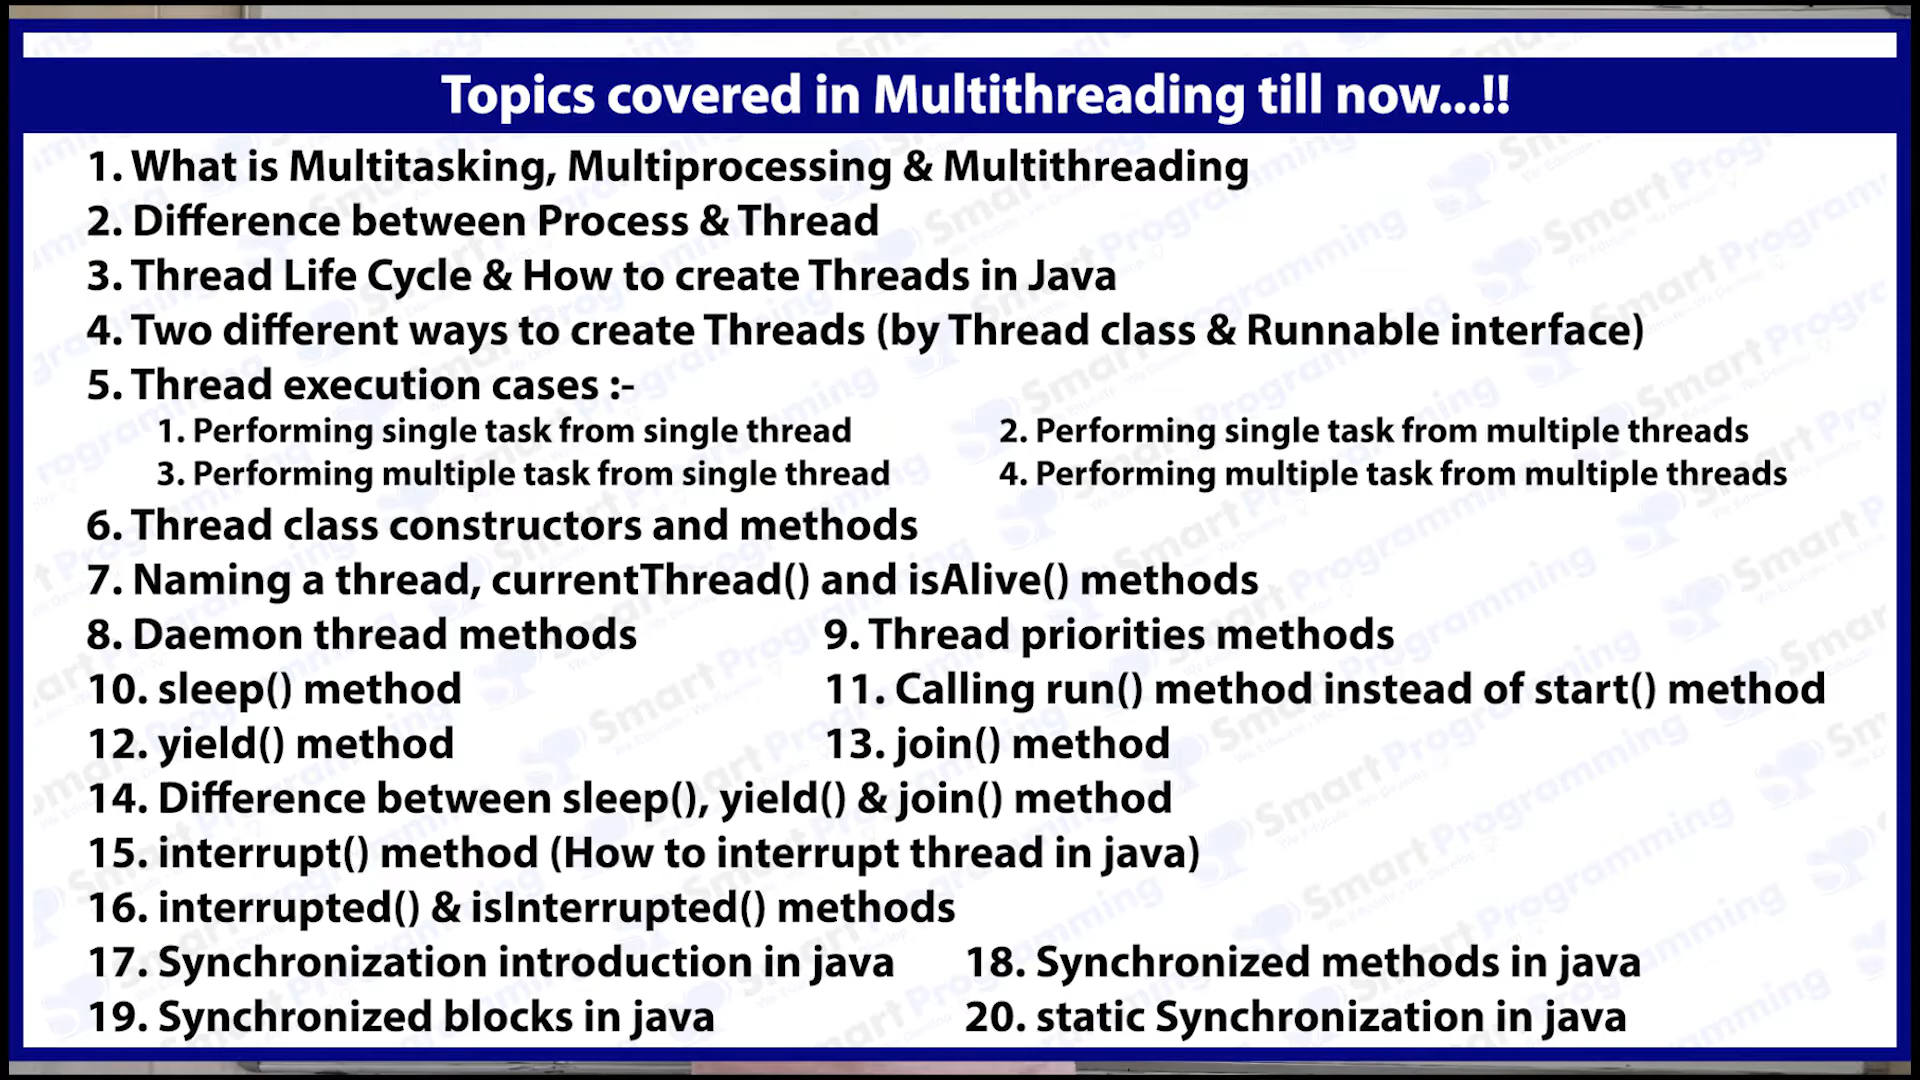 Topics covered in Multithreading till now...!!
1. What is Multitasking, Multiprocessing & Multithreading
2. Difference between Process & Thread
3. Thread Life Cycle & How to create Threads in Java
4. Two different ways to create Threads (by Thread class & Runnable interface)
5. Thread execution cases :-
1. Performing single task from single thread 2. Performing single task from multiple threads
3. Performing multiple task from single thread 4. Performing multiple task from multiple threads
6. Thread class constructors and methods
7. Naming a thread, currentThread() and isAlive() methods
8. Daemon thread methods 9. Thread priorities methods
10. sleep() method 11. Calling run() method instead of start() method
12. yield() method 13. join() method
14. Difference between sleep(), yield() & join() method
15. interrupt() method (How to interrupt thread in java)
16. interrupted() & isInterrupted() methods
17. Synchronization introduction in java 18. Synchronized methods in java
19. Synchronized blocks in java 20. static Synchronization in java